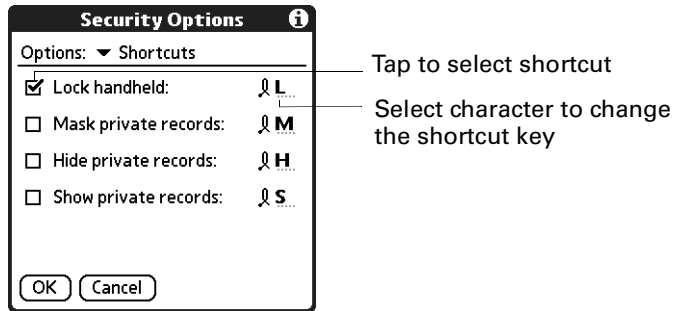 Security Options i
Options: Shortcuts
Lock handheld: L
Mask private records: M
Hide private records: H
Show private records: S
OK Cancel
Tap to select shortcut
Select character to change
the shortcut key